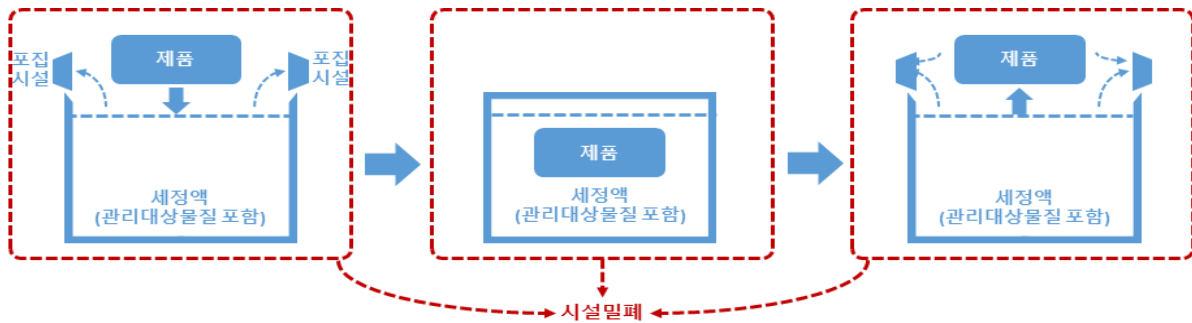 포집
시설
제품
포집
시설
세정액
(관리대상물질 포함)
제품
세정액
(관리대상물질 포함)
제품
세정액
(관리대상물질 포함)
시설밀폐